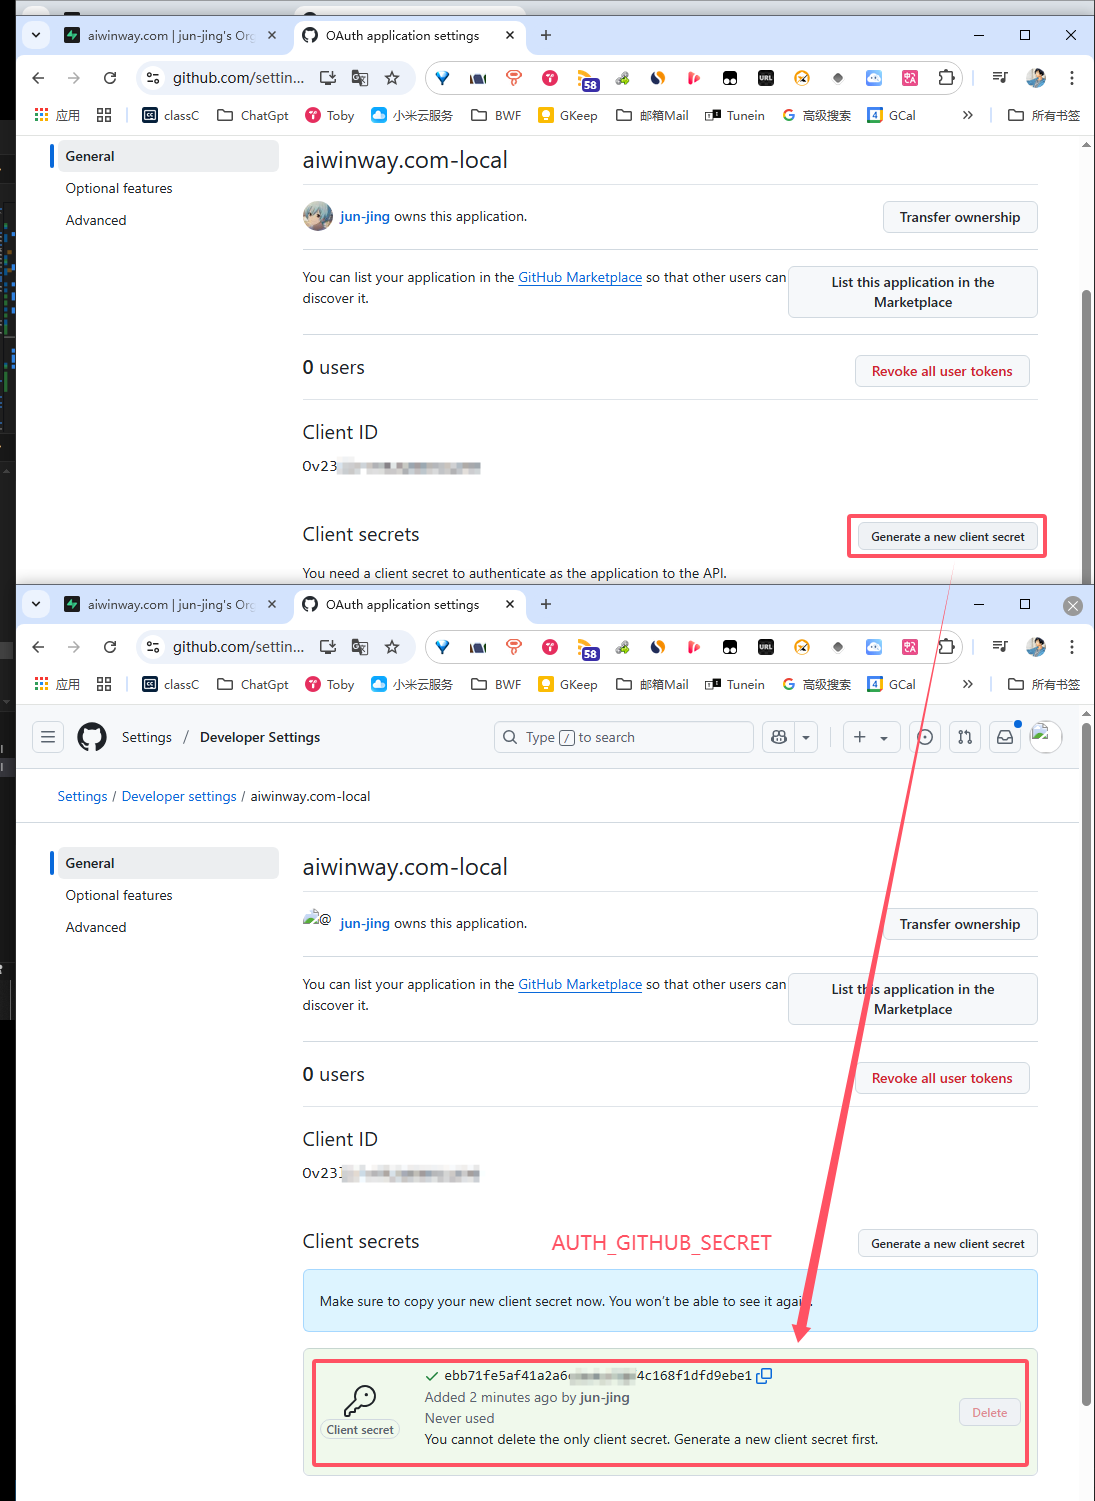 aiwinway.com | jun-jing's Org
OAuth application settings
github.com/settin...
58
URL
应用
classC
ChatGpt
Toby
小米云服务
BWF
GKeep
邮箱Mail
Tunein
高级搜索
GCal
所有书签
General
Optional features
Advanced
aiwinway.com-local
jun-jing owns this application.
Transfer ownership
You can list your application in the GitHub Marketplace so that other users can
discover it.
List this application in the
Marketplace
0 users
Revoke all user tokens
Client ID
0v23
Client secrets
Generate a new client secret
You need a client secret to authenticate as the application to the API.
aiwinway.com | jun-jing's Org
OAuth application settings
github.com/settin...
58
URL
应用
classC
ChatGpt
Toby
小米云服务
BWF
GKeep
邮箱Mail
Tunein
高级搜索
GCal
所有书签
Settings / Developer Settings
Type / to search
Settings / Developer settings / aiwinway.com-local
General
Optional features
Advanced
aiwinway.com-local
@
jun-jing owns this application.
Transfer ownership
You can list your application in the GitHub Marketplace so that other users can
discover it.
List this application in the
Marketplace
0 users
Revoke all user tokens
Client ID
0v23
Client secrets
AUTH_GITHUB_SECRET
Generate a new client secret
Make sure to copy your new client secret now. You won't be able to see it again.
ebb71fe5af41a2a6 4c168f1dfd9ebe1
Added 2 minutes ago by jun-jing
Never used
You cannot delete the only client secret. Generate a new client secret first.
Client secret
Delete